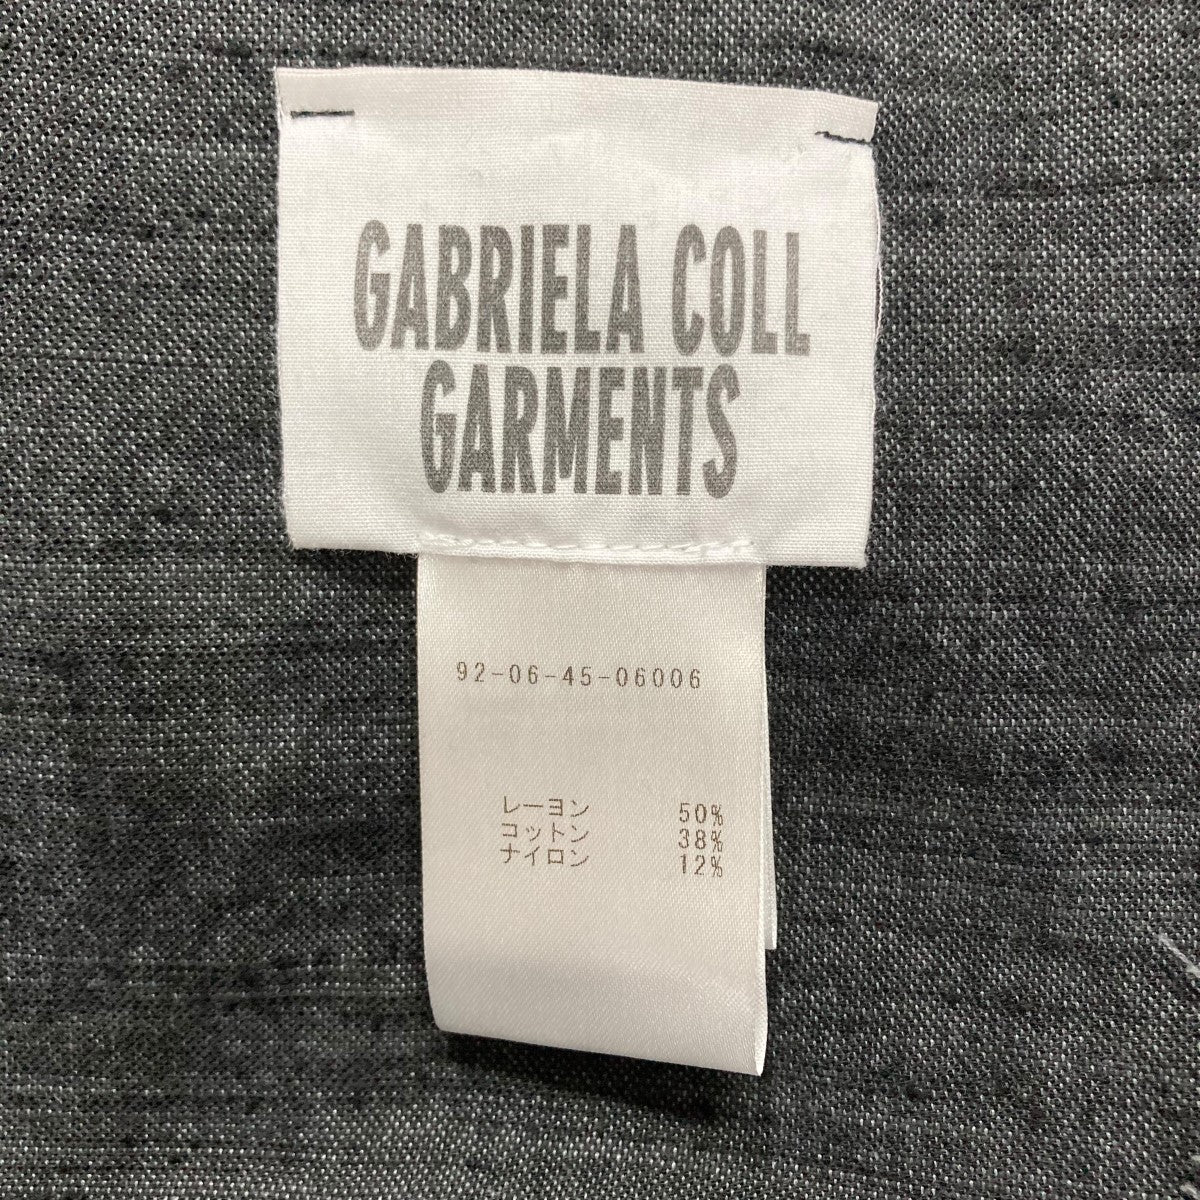 GABRIELA COLL
GARMENTS
92-06-45-06006
レーヨン 50%
コットン 38%
ナイロン 12%